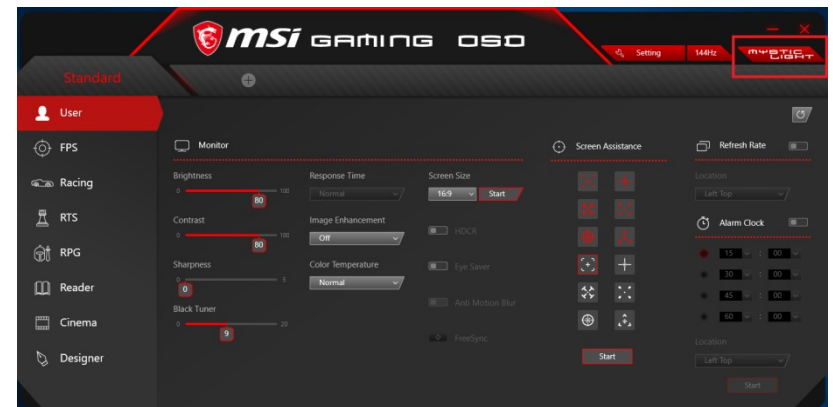 msi GAMING OSD
Setting
144Hz
MYSTIC
LIGHT
Standard
User
FPS
Racing
RTS
RPG
Reader
Cinema
Designer
Monitor
Brightness
0 100
80
Contrast
0 100
80
Sharpness
0 5
0
Black Tuner
0 20
9
Response Time
Normal
Image Enhancement
Off
Color Temperature
Normal
Screen Size
16:9 Start
HDCR
Eye Saver
Anti Motion Blur
FreeSync
Screen Assistance
Start
Refresh Rate
Location
Left Top
Alarm Clock
15 : 00
30 : 00
45 : 00
60 : 00
Location
Left Top
Start